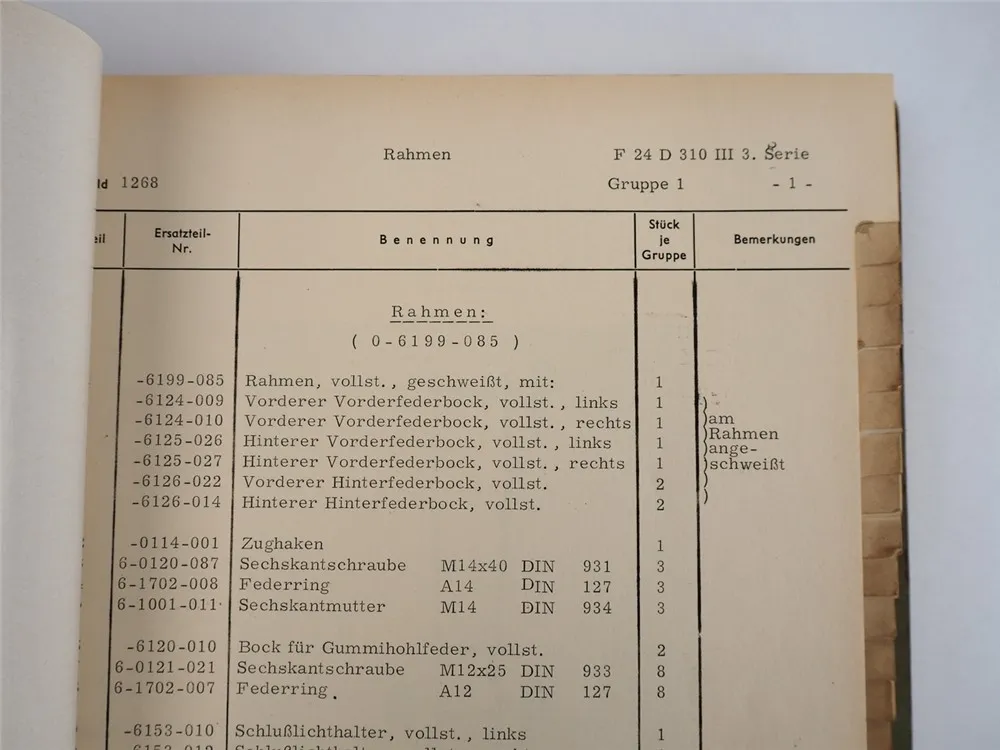 Rahmen F 24 D 310 III 3. Serie
ld 1268 Gruppe 1 - 1 -
eil Ersatzteil-Nr. Benennung Stück je Gruppe Bemerkungen
Rahmen:
( 0-6199-085 )
-6199-085 Rahmen, vollst., geschweißt, mit: 1
-6124-009 Vorderer Vorderfederbock, vollst., links 1
-6124-010 Vorderer Vorderfederbock, vollst., rechts 1 )am
-6125-026 Hinterer Vorderfederbock, vollst., links 1 )Rahmen )ange-
-6125-027 Hinterer Vorderfederbock, vollst., rechts 1 )schweißt
-6126-022 Vorderer Hinterfederbock, vollst. 2 )
-6126-014 Hinterer Hinterfederbock, vollst. 2 )
-0114-001 Zughaken 1
6-0120-087 Sechskantschraube M14x40 DIN 931 3
6-1702-008 Federring A14 DIN 127 3
6-1001-011 Sechskantmutter M14 DIN 934 3
-6120-010 Bock für Gummihohlfeder, vollst. 2
6-0121-021 Sechskantschraube M12x25 DIN 933 8
6-1702-007 Federring . A12 DIN 127 8
-6153-010 Schlußlichthalter, vollst., links 1